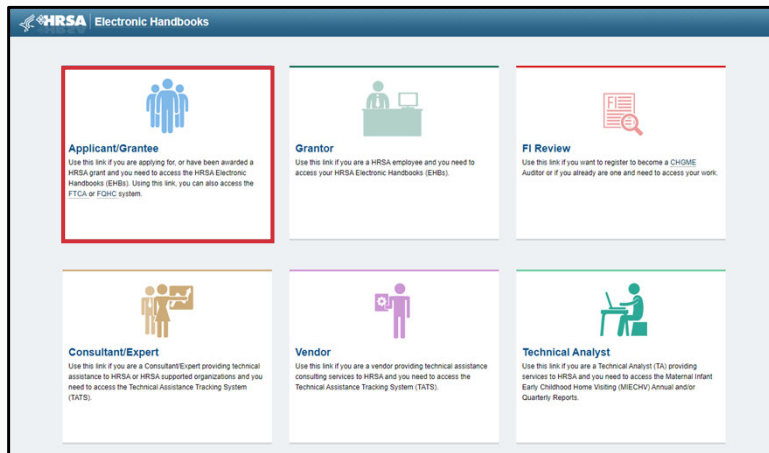 HRSA Electronic Handbooks
Applicant/Grantee
Use this link if you are applying for, or have been awarded a
HRSA grant and you need to access the HRSA Electronic
Handbooks (EHBs). Using this link, you can also access the
FTCA or FQHC system.
Grantor
Use this link if you are a HRSA employee and you need to
access your HRSA Electronic Handbooks (EHBs).
FI
FI Review
Use this link if you want to register to become a CHGME
Auditor or if you already are one and need to access your work.
Consultant/Expert
Use this link if you are a Consultant/Expert providing technical
assistance to HRSA or HRSA supported organizations and you
need to access the Technical Assistance Tracking System
(TATS).
Vendor
Use this link if you are a vendor providing technical assistance
consulting services to HRSA and you need to access the
Technical Assistance Tracking System (TATS).
Technical Analyst
Use this link if you are a Technical Analyst (TA) providing
services to HRSA and you need to access the Maternal Infant
Early Childhood Home Visiting (MIECHV) Annual and/or
Quarterly Reports.